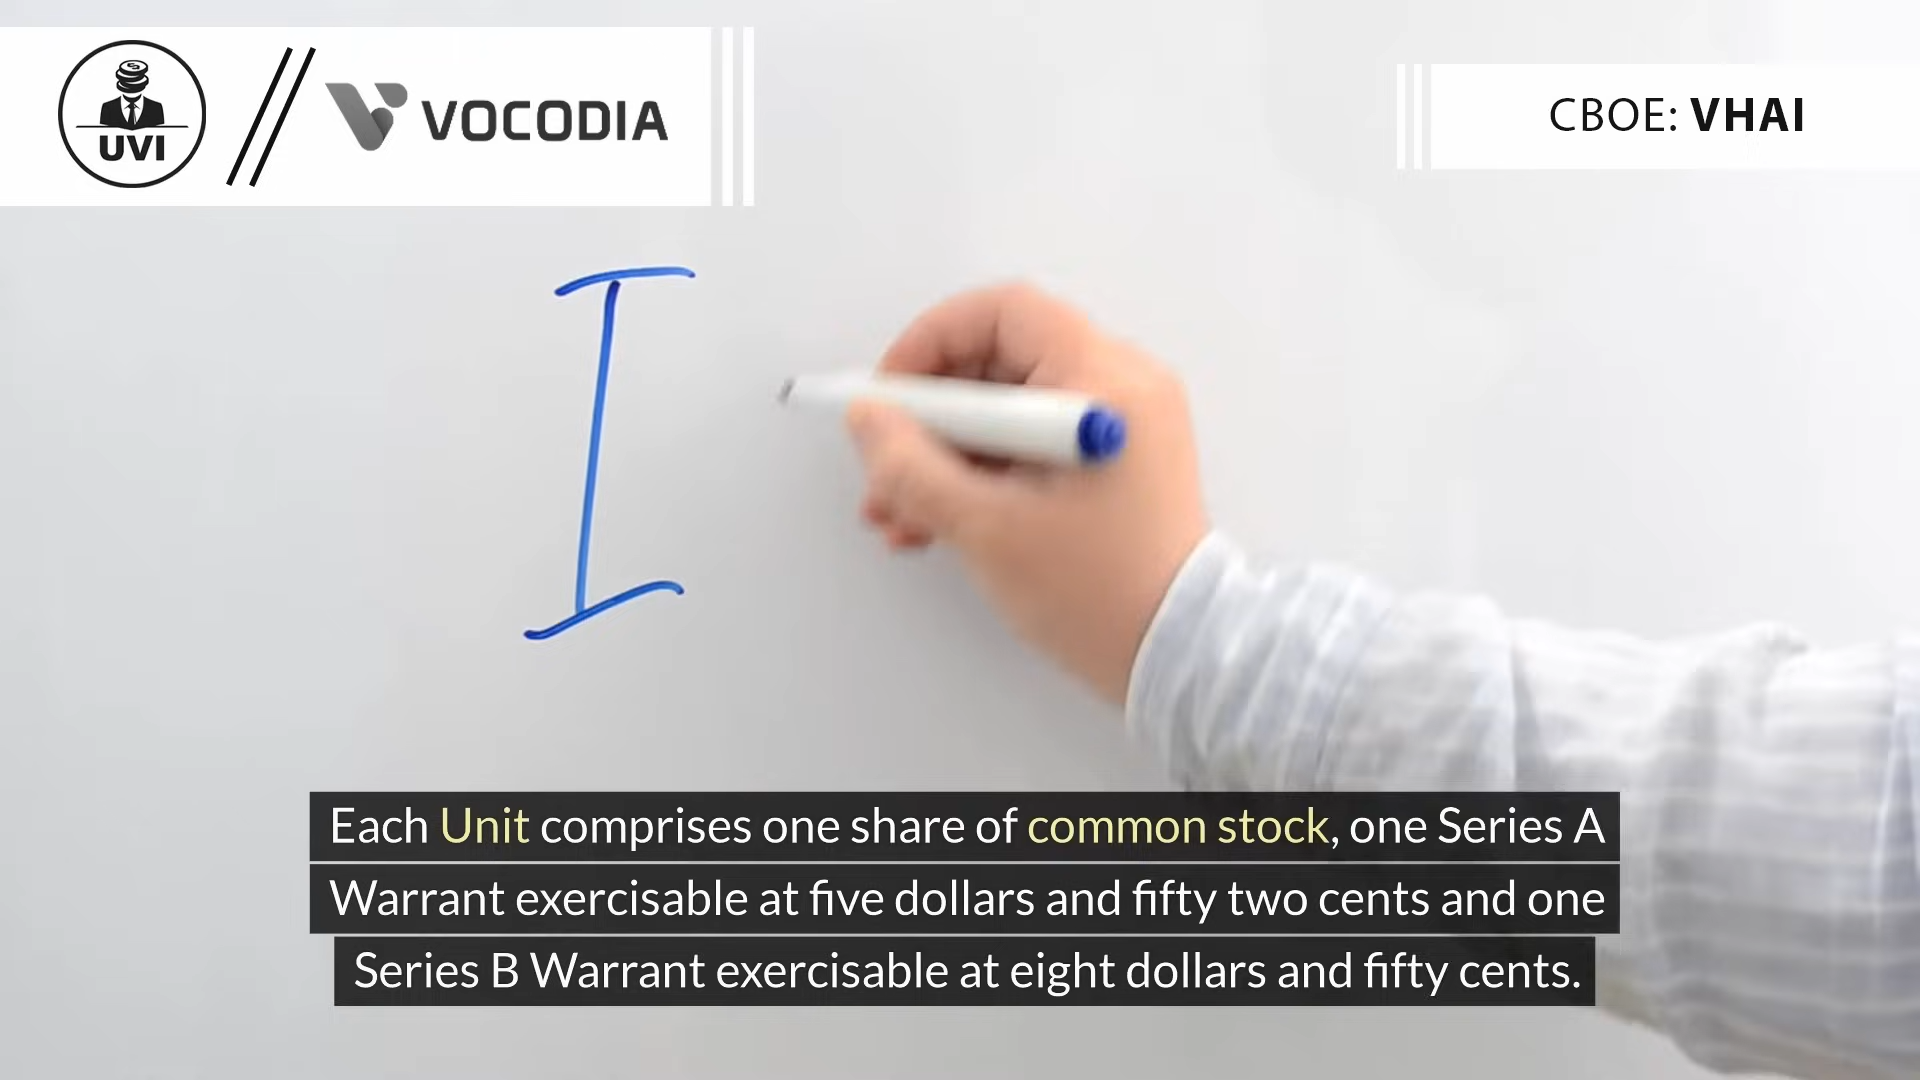 UVI
VOCODIA
CBOE: VHAI
I
Each Unit comprises one share of common stock, one Series A
Warrant exercisable at five dollars and fifty two cents and one
Series B Warrant exercisable at eight dollars and fifty cents.